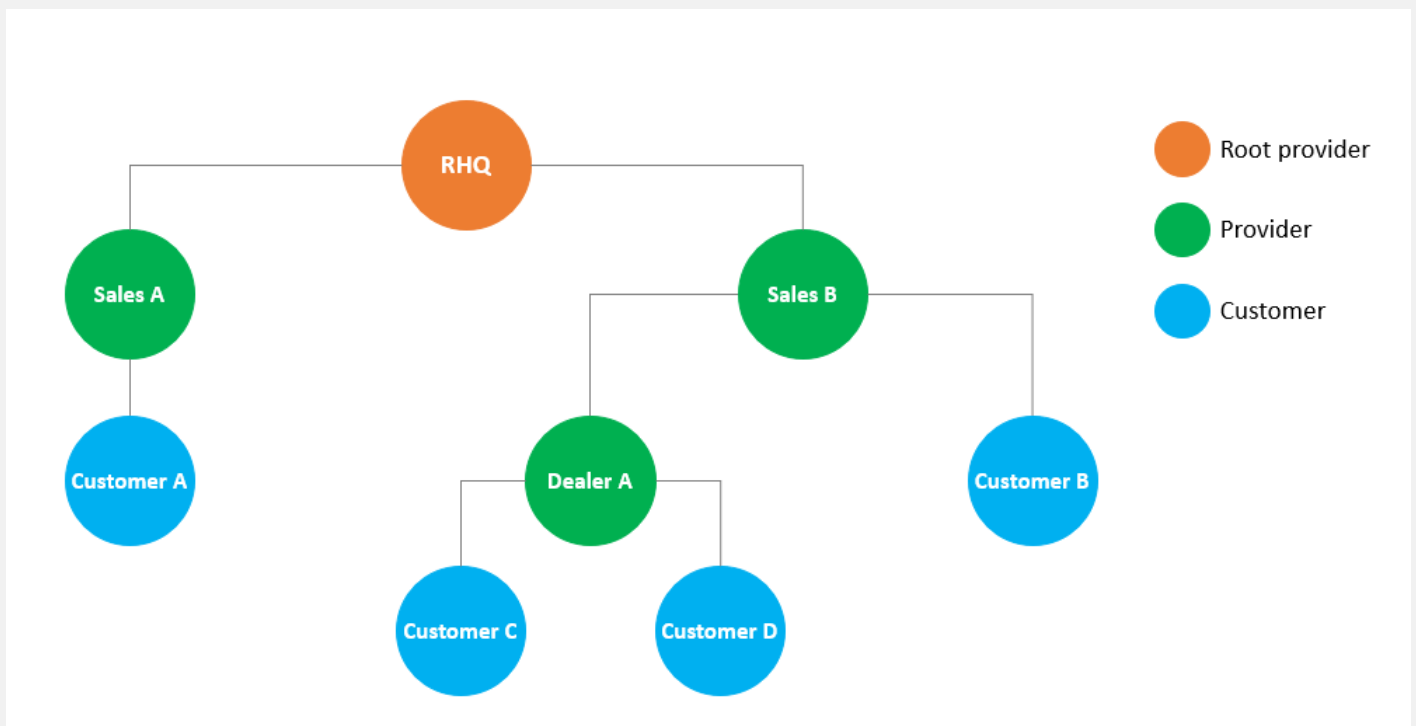 RHQ
Root provider
Provider
Sales A
Sales B
Customer
Customer A
Dealer A
Customer B
Customer C
Customer D